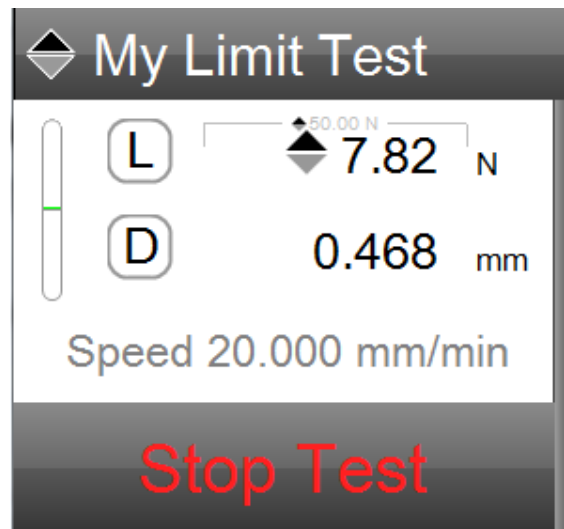 My Limit Test
50.00 N
L 7.82 N
D 0.468 mm
Speed 20.000 mm/min
Stop Test